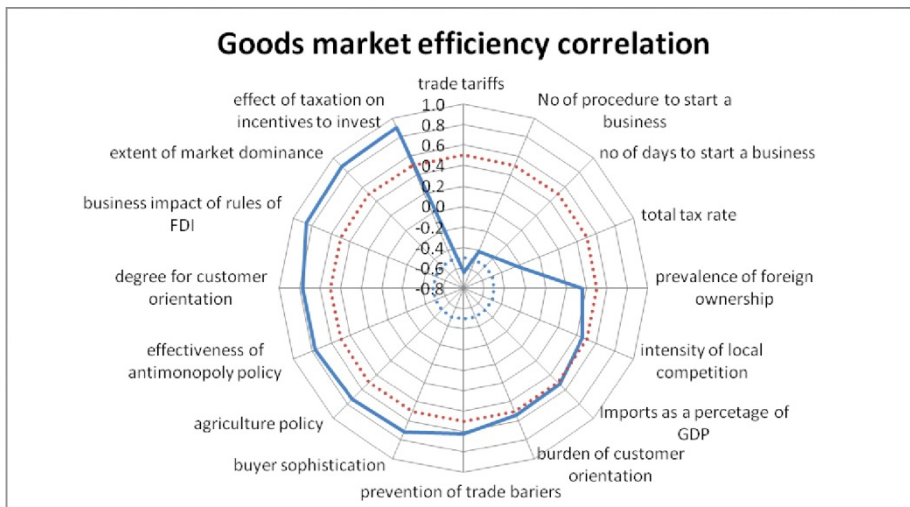 Goods market efficiency correlation
trade tariffs
No of procedure to start a
business
no of days to start a business
total tax rate
prevalence of foreign
ownership
intensity of local
competition
Imports as a percetage of
GDP
burden of customer
orientation
prevention of trade bariers
buyer sophistication
agriculture policy
effectiveness of
antimonopoly policy
degree for customer
orientation
business impact of rules of
FDI
extent of market dominance
effect of taxation on
incentives to invest
1.0
0.8
0.6
0.4
0.2
0.0
-0.2
-0.4
-0.6
-0.8